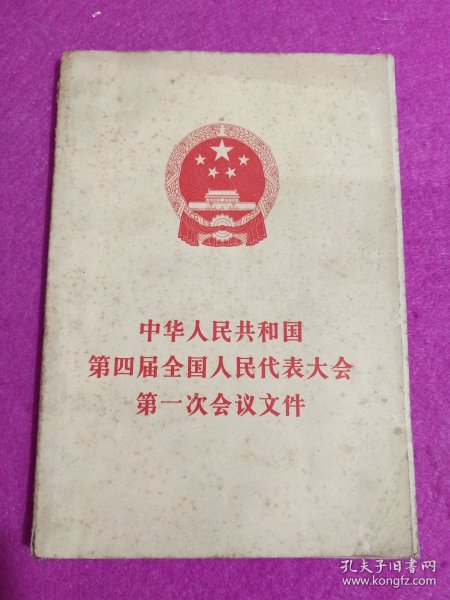 中华人民共和国
第四届全国人民代表大会
第一次会议文件
孔夫子旧书网
www.kongfz.com